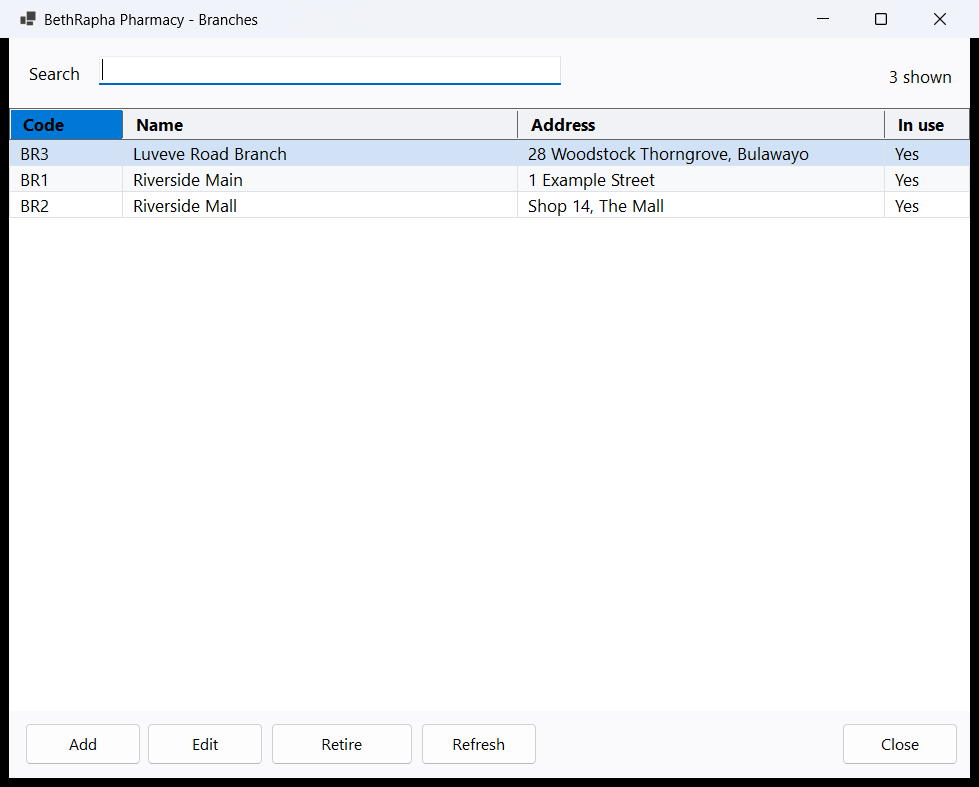 BethRapha Pharmacy - Branches
Search
3 shown
Code Name Address In use
BR3 Luveve Road Branch 28 Woodstock Thorngrove, Bulawayo Yes
BR1 Riverside Main 1 Example Street Yes
BR2 Riverside Mall Shop 14, The Mall Yes
Add Edit Retire Refresh Close